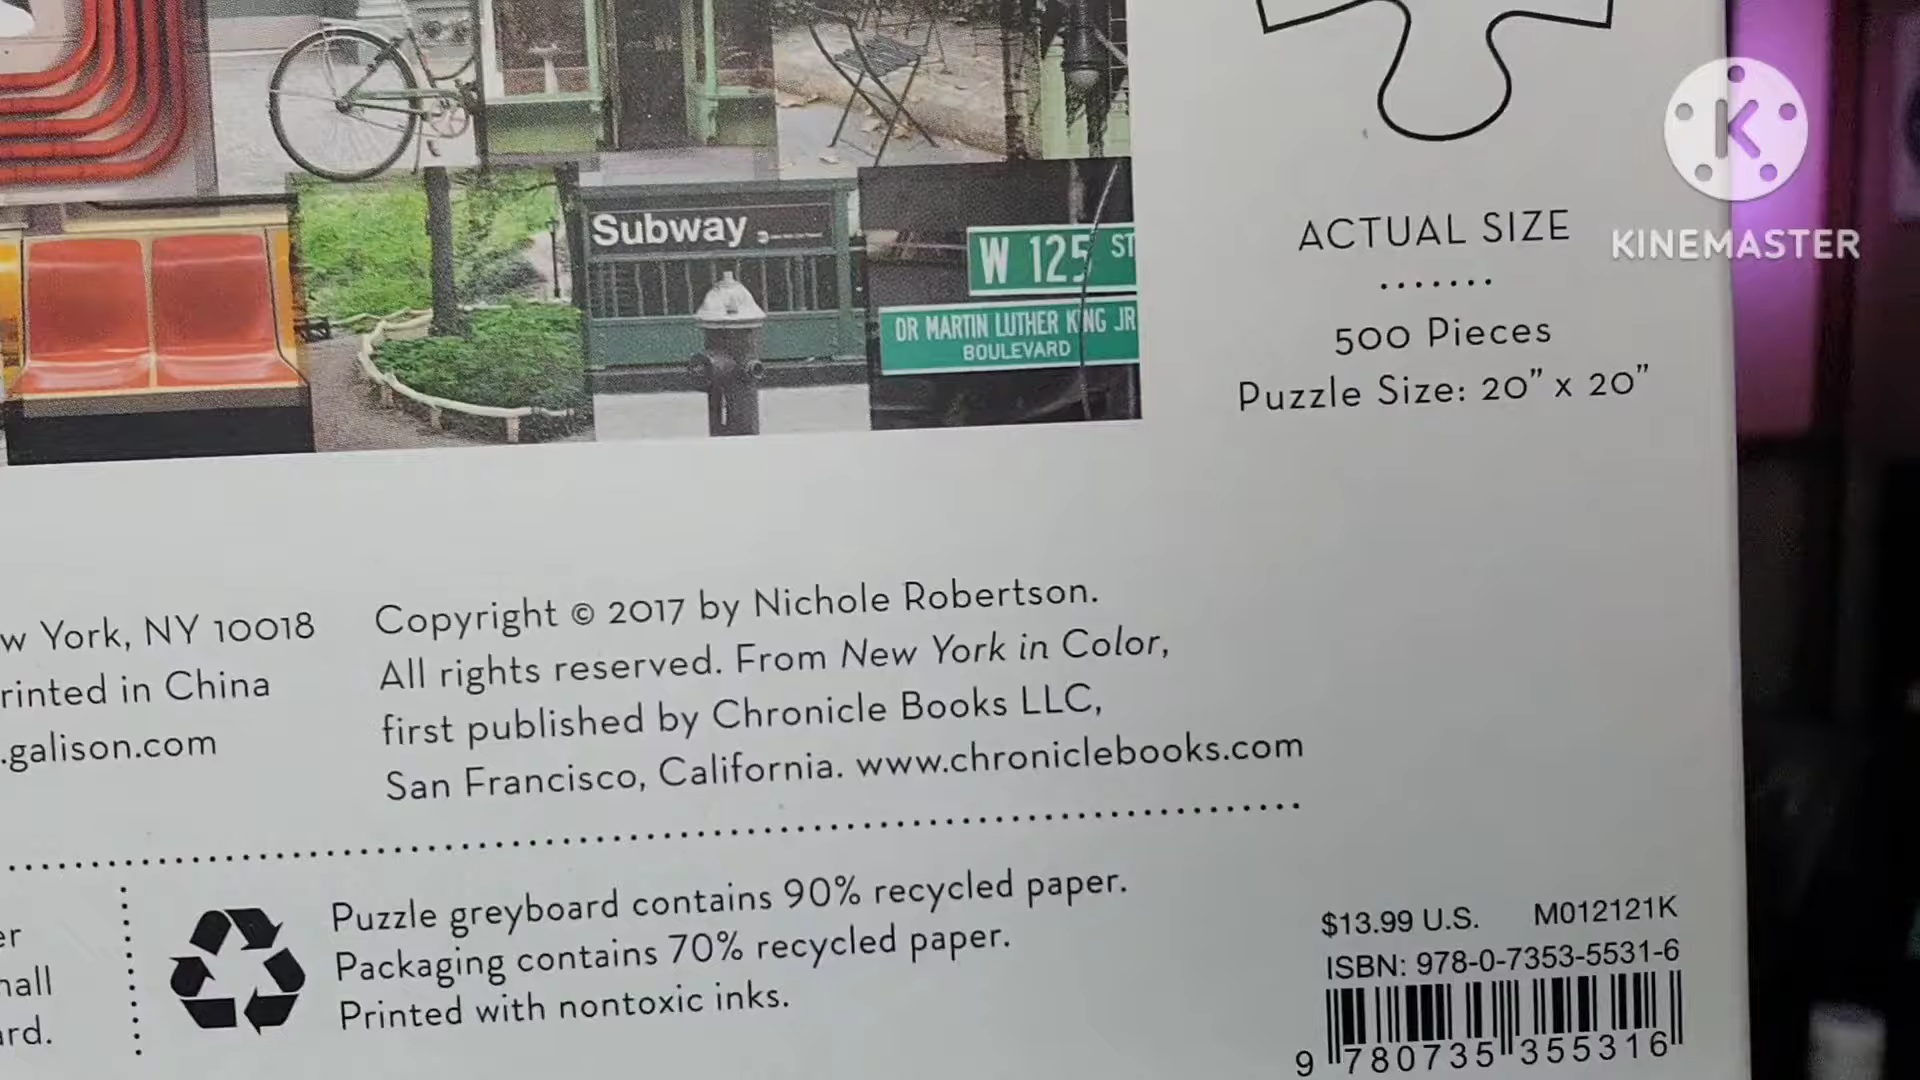 Subway
W 125 ST
DR MARTIN LUTHER KING JR
BOULEVARD
ACTUAL SIZE
500 Pieces
Puzzle Size: 20” x 20”
K
KINEMASTER
w York, NY 10018
rinted in China
.galison.com
Copyright © 2017 by Nichole Robertson.
All rights reserved. From New York in Color,
first published by Chronicle Books LLC,
San Francisco, California. www.chroniclebooks.com
er
hall
ard.
Puzzle greyboard contains 90% recycled paper.
Packaging contains 70% recycled paper.
Printed with nontoxic inks.
$13.99 U.S. M012121K
ISBN: 978-0-7353-5531-6
9 780735 355316